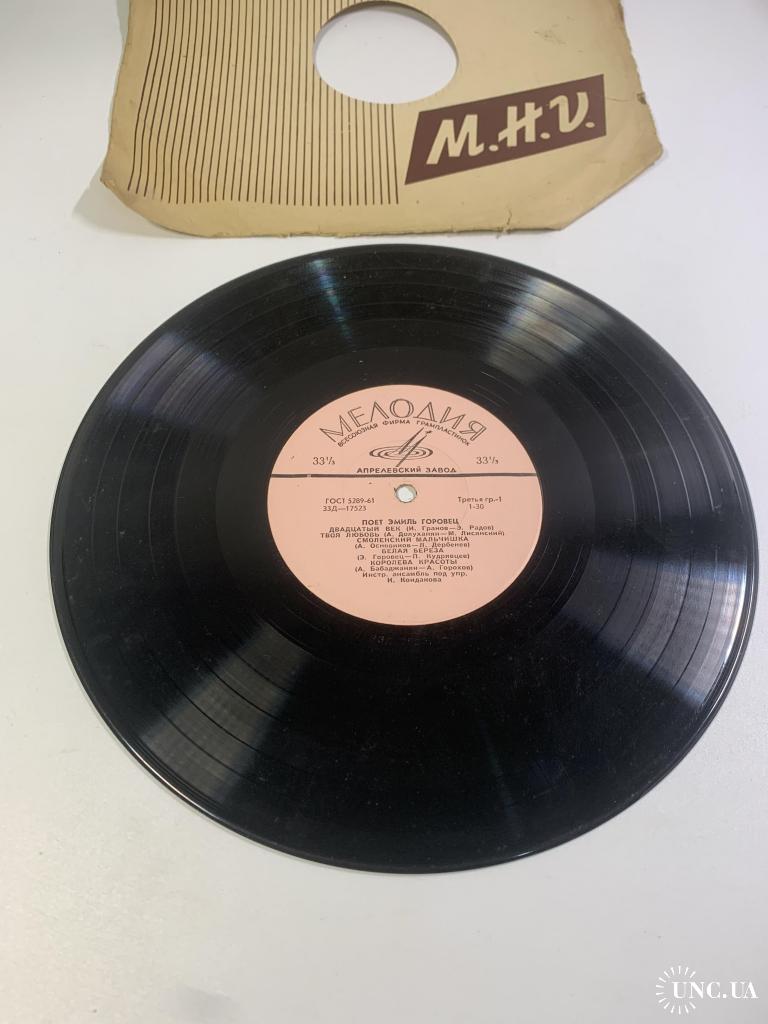 M.H.V.
МЕЛОДИЯ
ВСЕСОЮЗНАЯ ФИРМА ГРАМПЛАСТИНОК
33⅓ 33⅓
АПРЕЛЕВСКИЙ ЗАВОД
ГОСТ 5289-61 Третья гр.-1
33Д—17523 1-30
ПОЕТ ЭМИЛЬ ГОРОВЕЦ
ДВАДЦАТЫЙ ВЕК (И. Гранов—Э. Радов)
ТВОЯ ЛЮБОВЬ (А. Долуханян—М. Лисянский)
СМОЛЕНСКИЙ МАЛЬЧИШКА
(А. Осподников—Л. Дербенев)
БЕЛАЯ БЕРЕЗА
(Э. Горовец—П. Кудрявцев)
КОРОЛЕВА КРАСОТЫ
(А. Бабаджанян—А. Горохов)
Инстр. ансамбль под упр.
И. Кондакова
UNC.UA